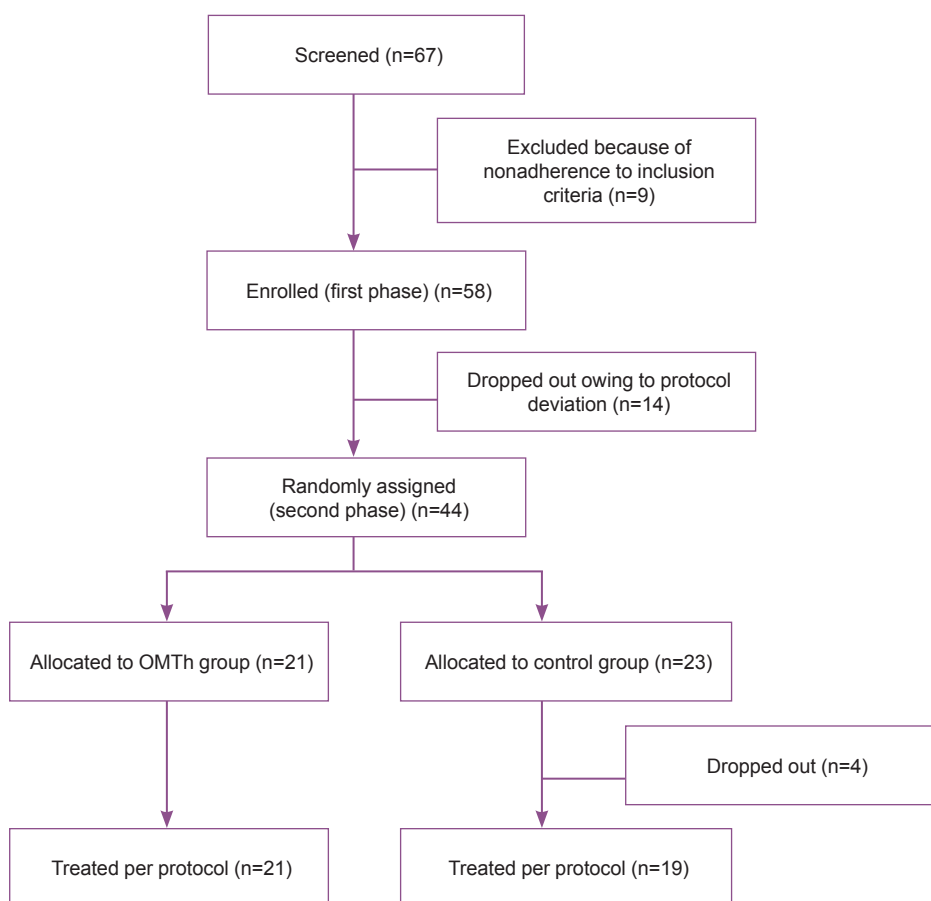 Screened (n=67)
Excluded because of
nonadherence to inclusion
criteria (n=9)
Enrolled (first phase) (n=58)
Dropped out owing to protocol
deviation (n=14)
Randomly assigned
(second phase) (n=44)
Allocated to OMTh group (n=21)
Allocated to control group (n=23)
Dropped out (n=4)
Treated per protocol (n=21)
Treated per protocol (n=19)